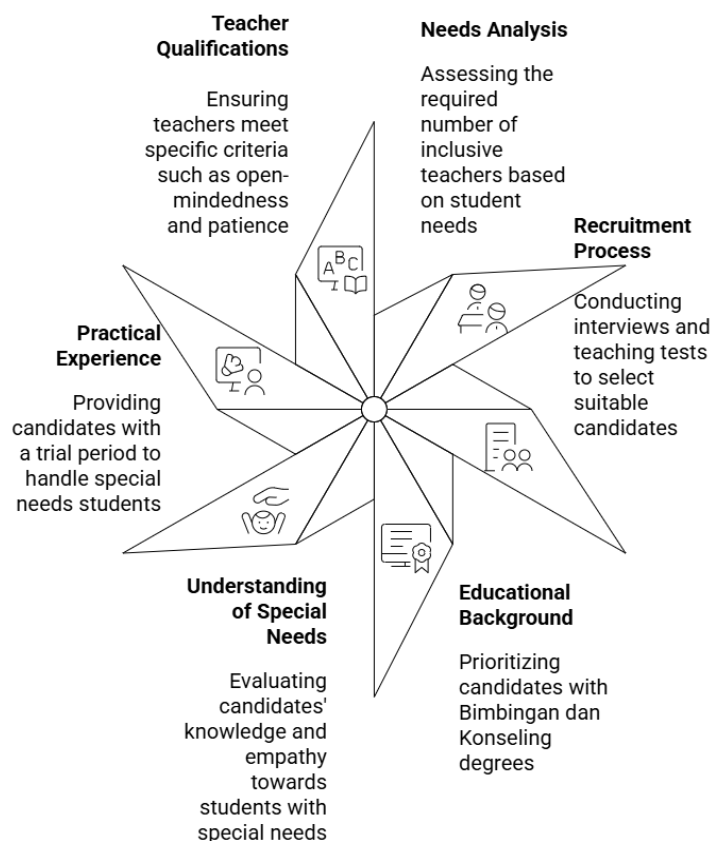 Teacher
Qualifications
Ensuring
teachers meet
specific criteria
such as open-
mindedness
and patience
Needs Analysis
Assessing the
required
number of
inclusive
teachers based
on student
needs
Recruitment
Process
Conducting
interviews and
teaching tests
to select
suitable
candidates
Practical
Experience
Providing
candidates with
a trial period to
handle special
needs students
Understanding
of Special
Needs
Evaluating
candidates'
knowledge and
empathy
towards
students with
special needs
Educational
Background
Prioritizing
candidates with
Bimbingan dan
Konseling
degrees
A B C